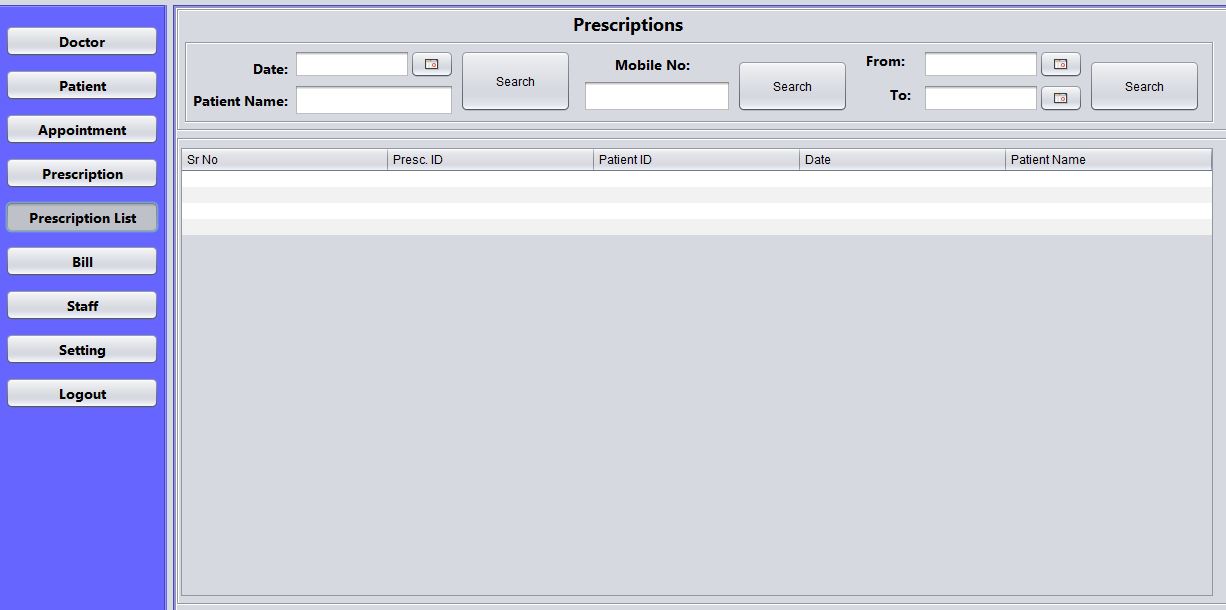 Doctor
Patient
Appointment
Prescription
Prescription List
Bill
Staff
Setting
Logout
Prescriptions
Date:
Patient Name:
Search
Mobile No:
Search
From:
To:
Search
Sr No Presc. ID Patient ID Date Patient Name